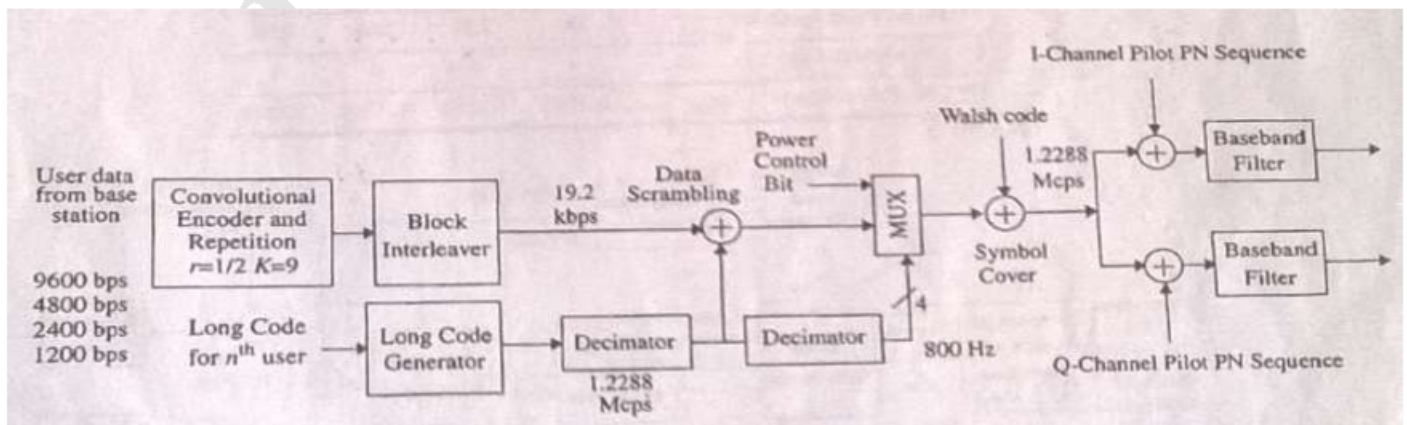 I-Channel Pilot PN Sequence
Walsh code
1.2288
Mcps
Baseband
Filter
User data
from base
station
9600 bps
4800 bps
2400 bps
1200 bps
Convolutional
Encoder and
Repetition
r=1/2 K=9
Block
Interleaver
19.2
kbps
Data
Scrambling
Power
Control
Bit
MUX
Symbol
Cover
Baseband
Filter
Long Code
for nth user
Long Code
Generator
Decimator
1.2288
Mcps
Decimator
4
800 Hz
Q-Channel Pilot PN Sequence